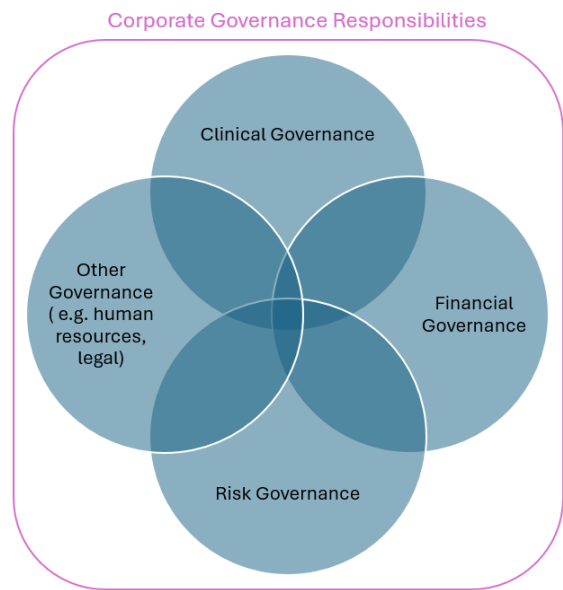 Corporate Governance Responsibilities
Clinical Governance
Other
Governance
( e.g. human
resources,
legal)
Financial
Governance
Risk Governance